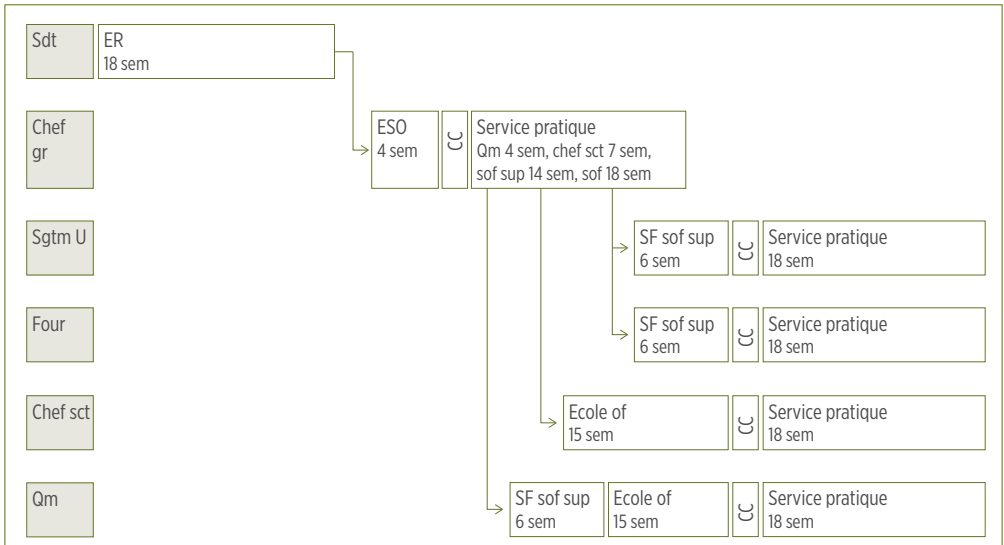 Sdt
ER
18 sem
Chef
gr
ESO
4 sem
CC
Service pratique
Qm 4 sem, chef sct 7 sem,
sof sup 14 sem, sof 18 sem
Sgtm U
SF sof sup
6 sem
CC
Service pratique
18 sem
Four
SF sof sup
6 sem
CC
Service pratique
18 sem
Chef sct
Ecole of
15 sem
CC
Service pratique
18 sem
Qm
SF sof sup
6 sem
Ecole of
15 sem
CC
Service pratique
18 sem